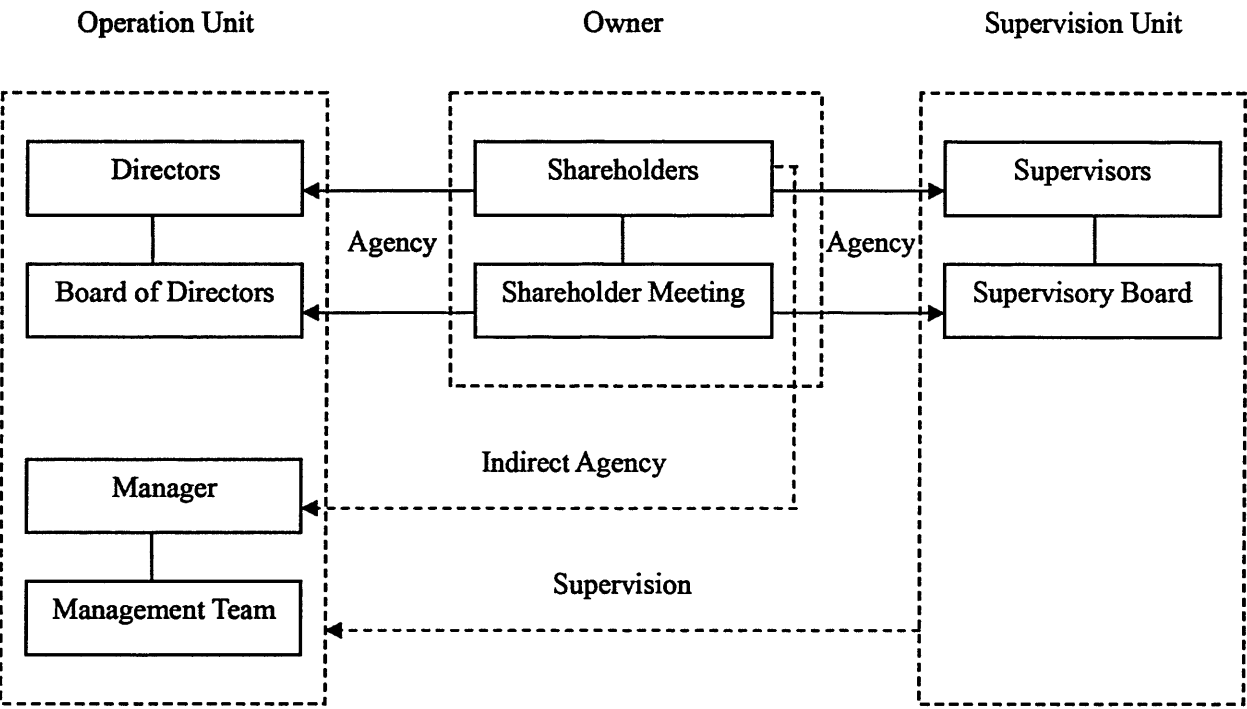 Operation Unit
Owner
Supervision Unit
Directors
Shareholders
Supervisors
Agency
Agency
Board of Directors
Shareholder Meeting
Supervisory Board
Indirect Agency
Manager
Supervision
Management Team